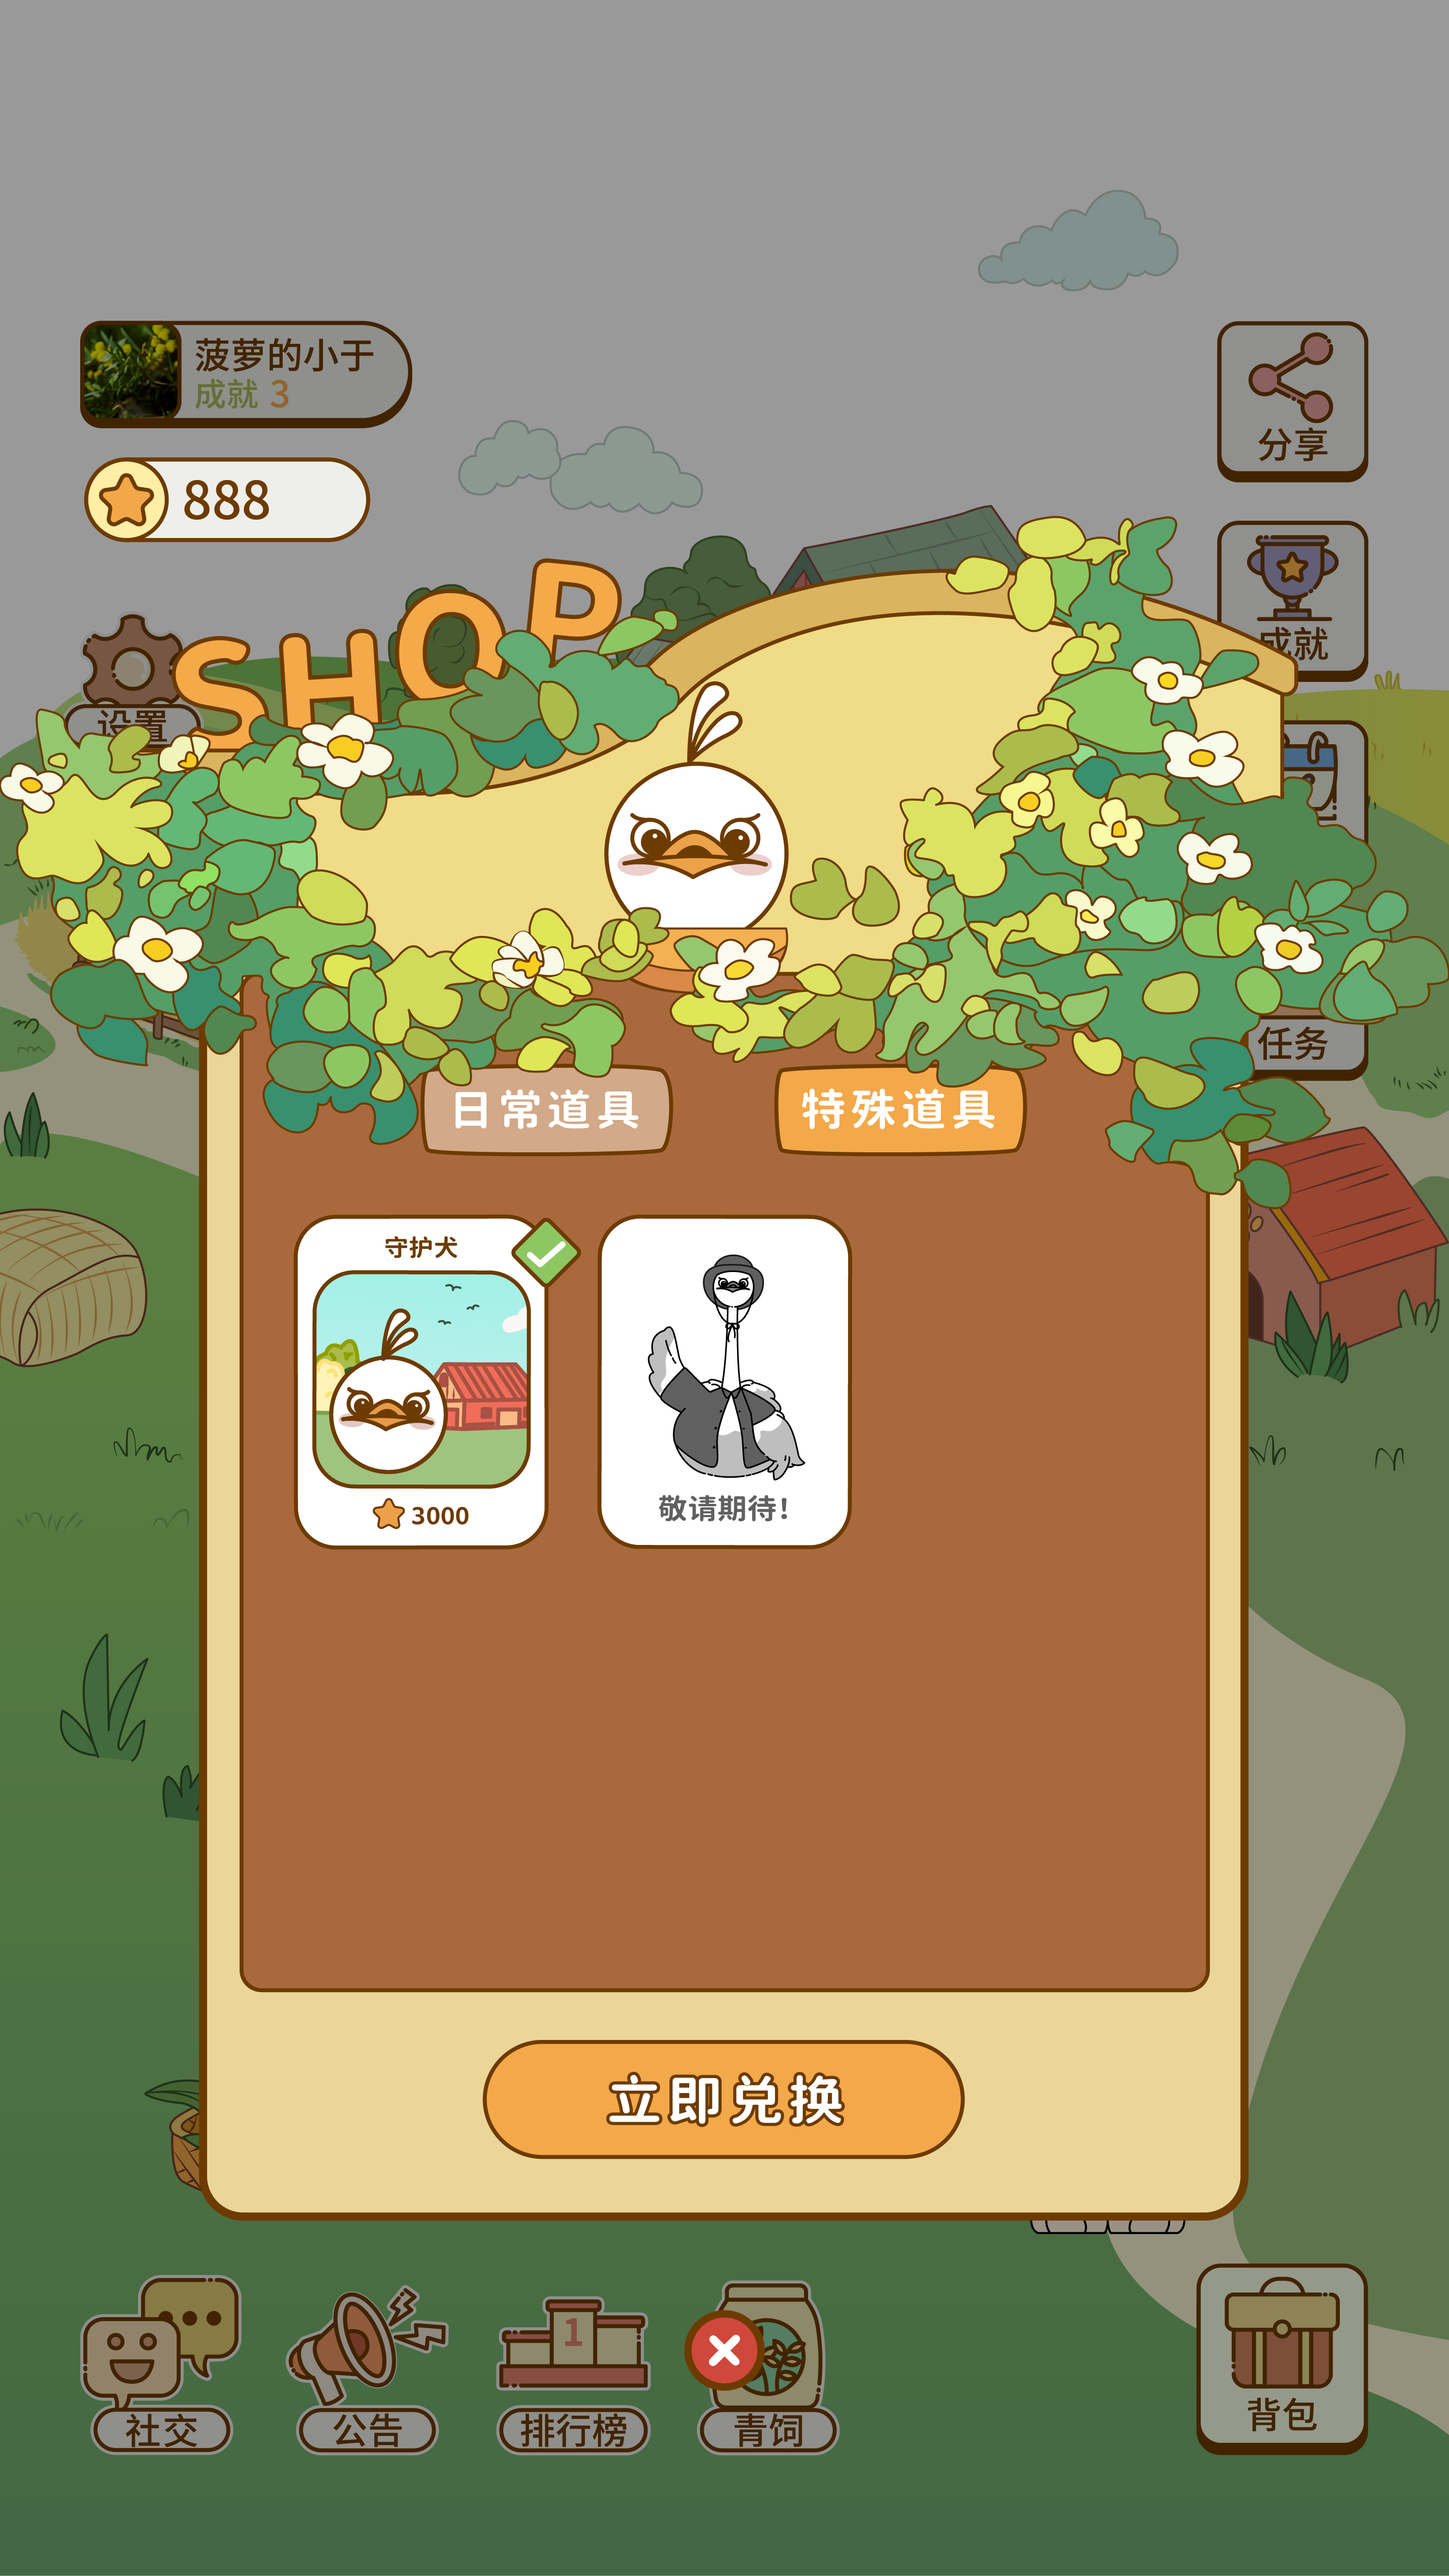 菠萝的小于
成就 3
888
分享
成就
设置
SHOP
任务
日常道具
特殊道具
守护犬
3000
敬请期待!
立即兑换
1
社交
公告
排行榜
青饲
背包